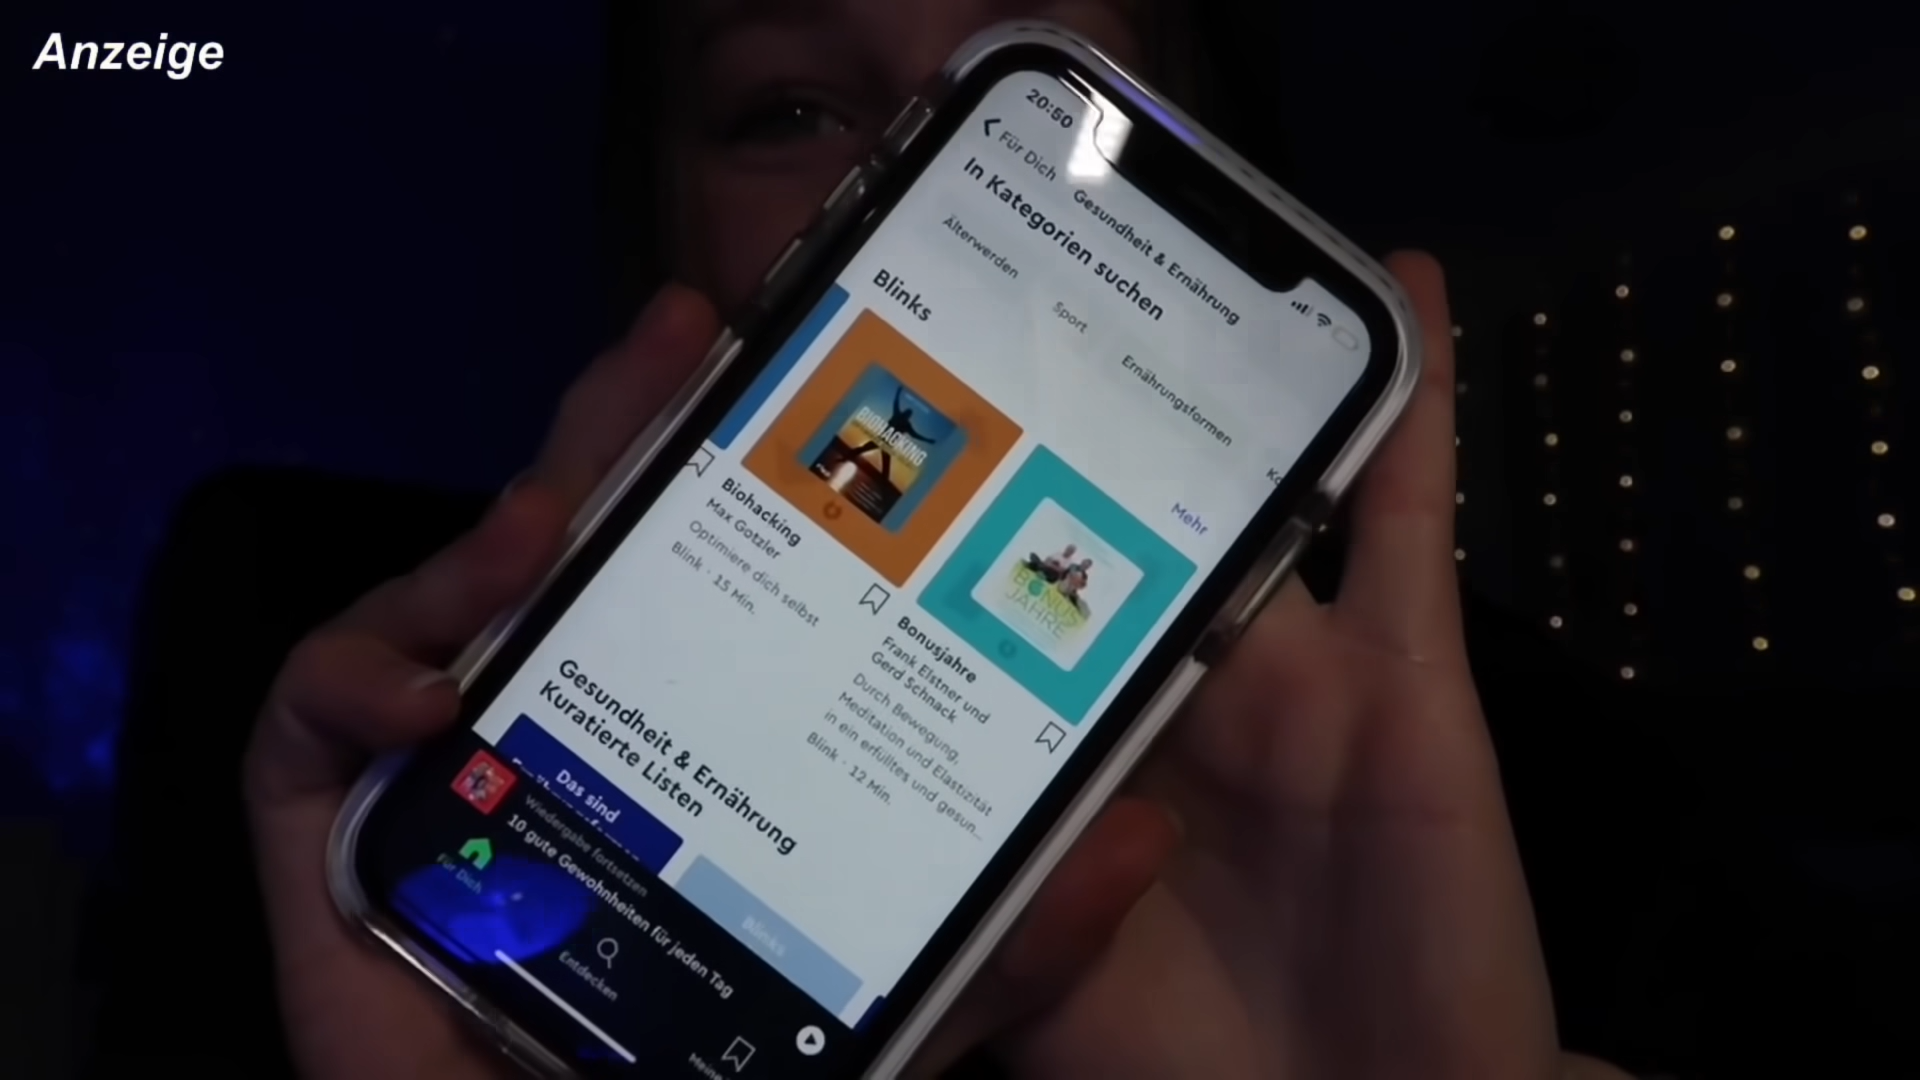 Anzeige
20:50
Für Dich
Gesundheit & Ernährung
In Kategorien suchen
Älterwerden
Sport
Ernährungsformen
Blinks
Mehr
BIOHACKING
Biohacking
Max Gotzler
Optimiere dich selbst
Blink · 15 Min.
BONUS
JAHRE
Bonusjahre
Frank Elstner und
Gerd Schnack
Durch Bewegung,
Meditation und Elastizität
in ein erfülltes und gesun...
Blink · 12 Min.
Gesundheit & Ernährung
Kuratierte Listen
Das sind
Blinks
Wiedergabe fortsetzen
10 gute Gewohnheiten für jeden Tag
Für Dich
Entdecken